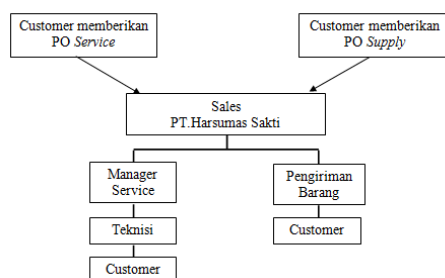 Customer memberikan
PO Service
Customer memberikan
PO Supply
Sales
PT.Harsumas Sakti
Manager
Service
Pengiriman
Barang
Teknisi
Customer
Customer